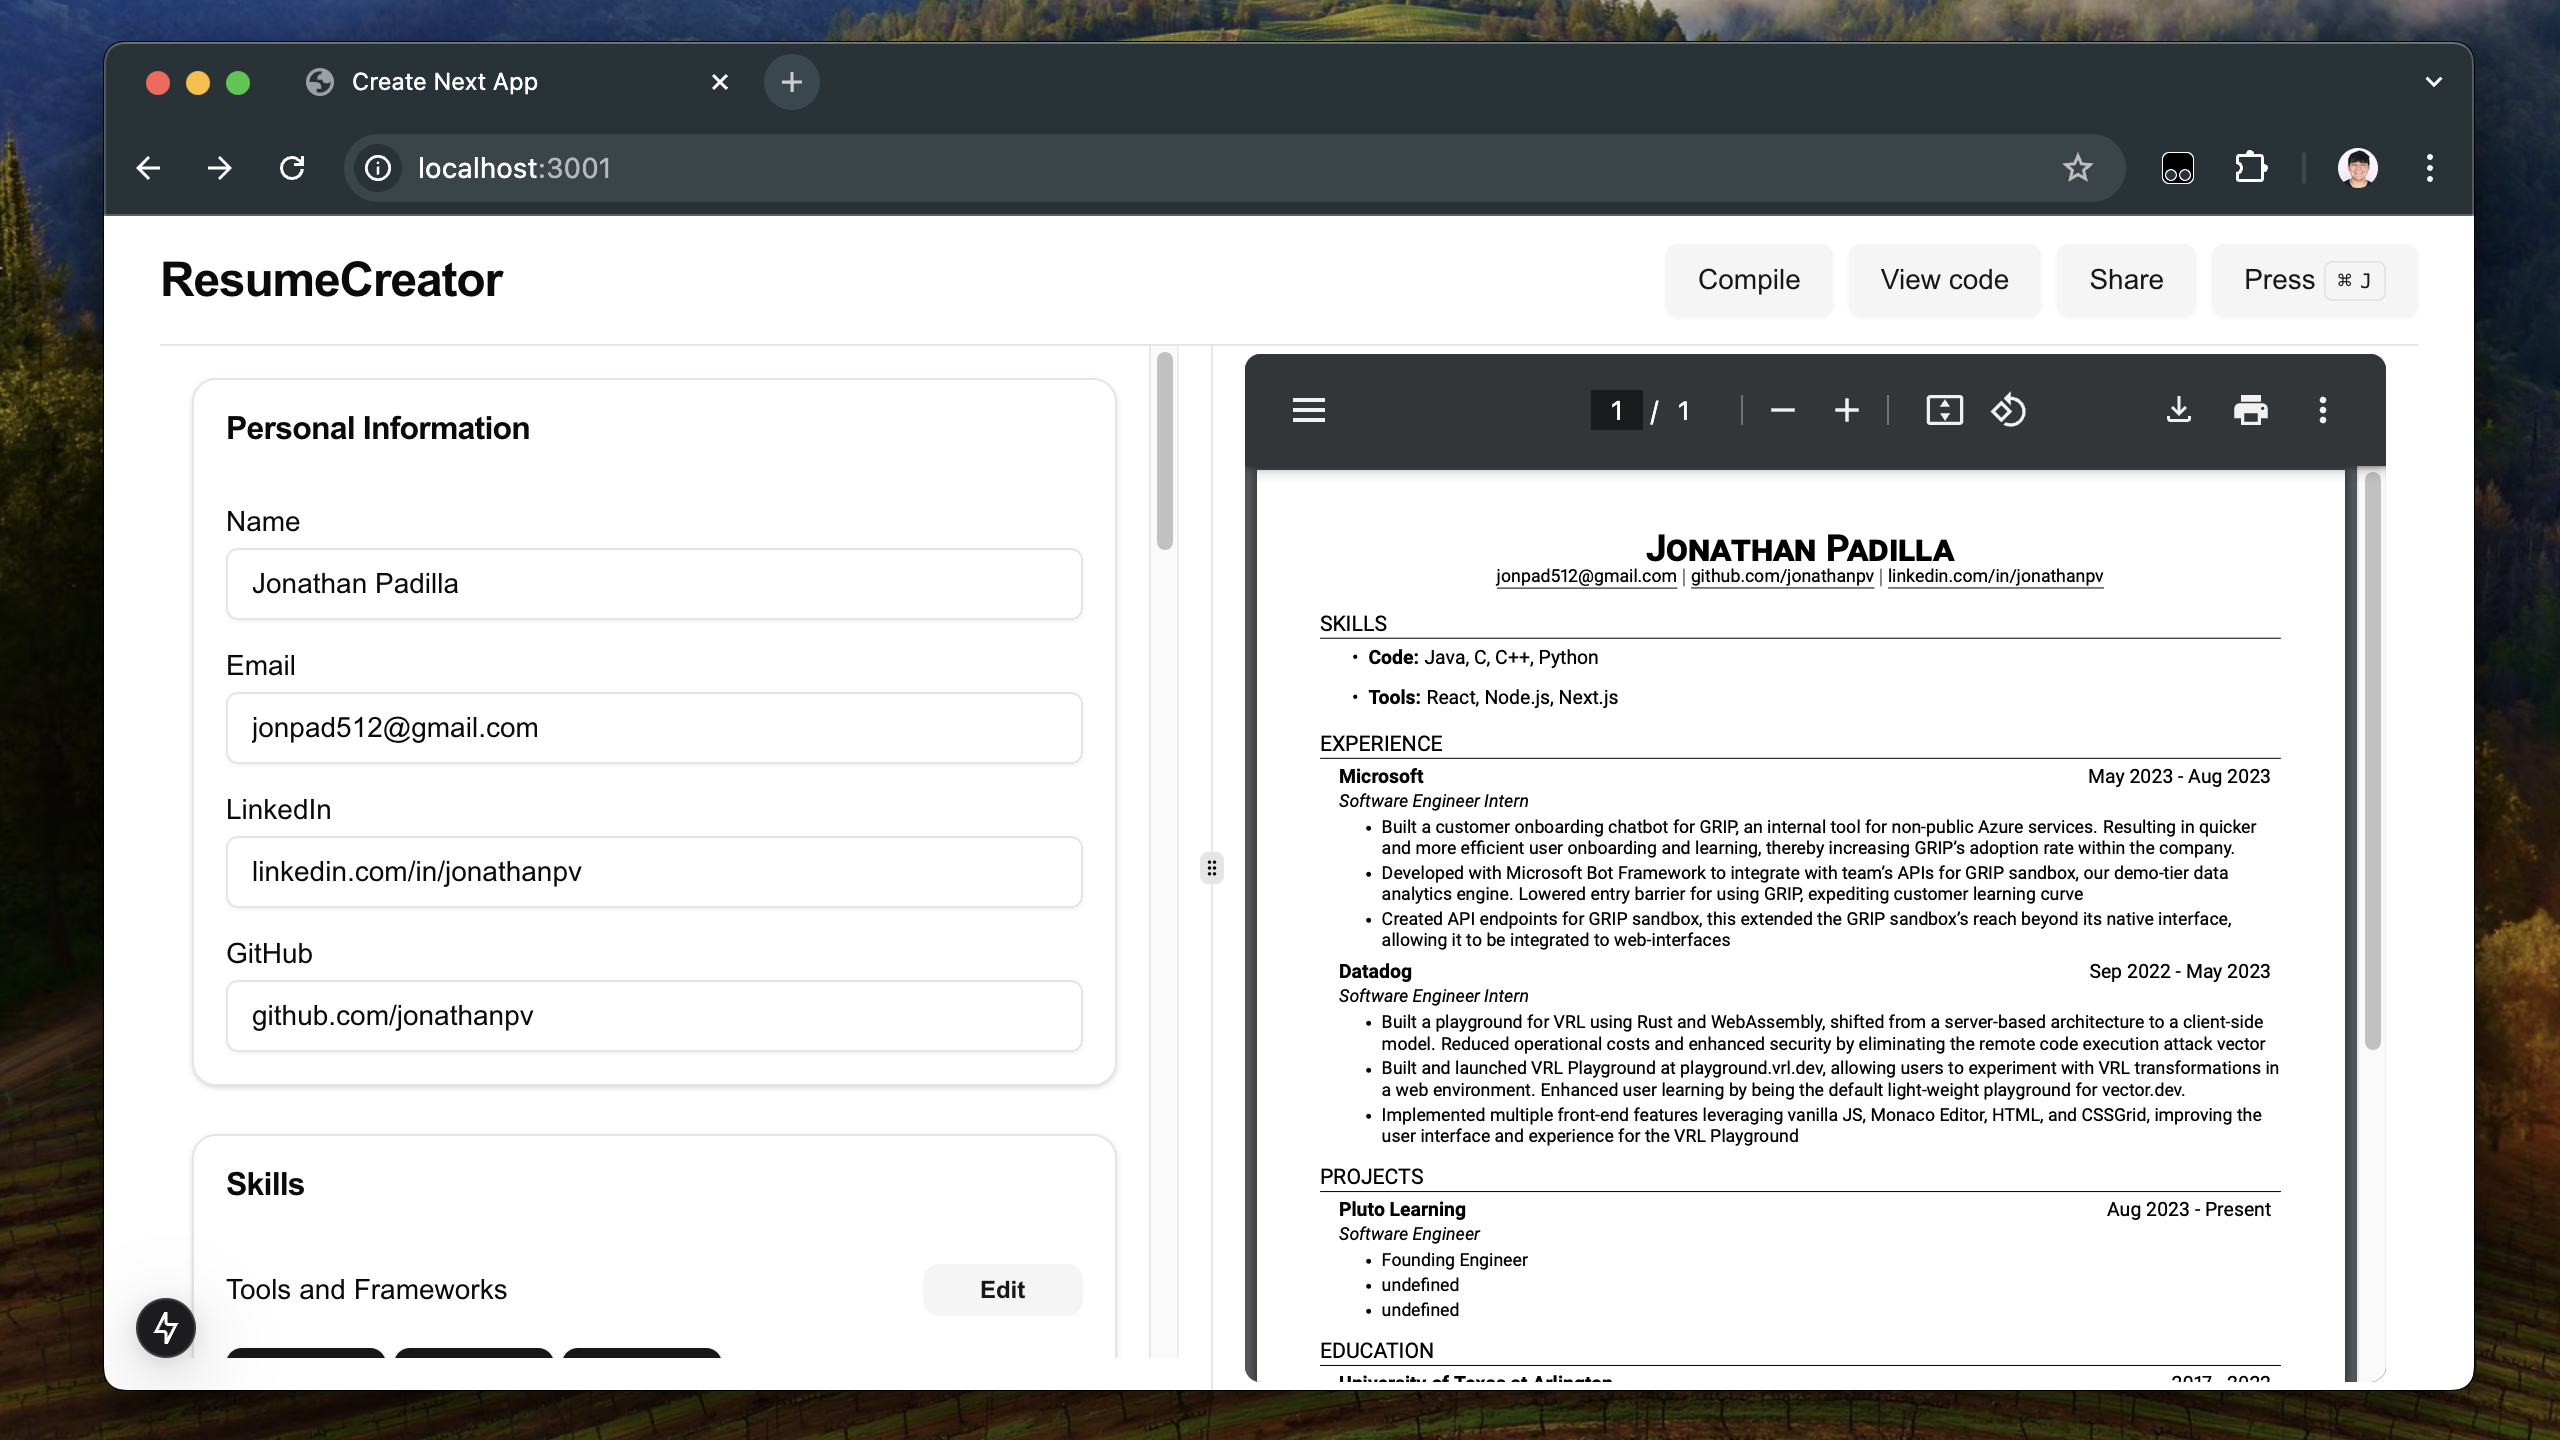 Create Next App
localhost:3001
ResumeCreator
Compile
View code
Share
Press ⌘ J
Personal Information
Name
Jonathan Padilla
Email
jonpad512@gmail.com
LinkedIn
linkedin.com/in/jonathanpv
GitHub
github.com/jonathanpv
Skills
Tools and Frameworks
Edit
1 / 1
JONATHAN PADILLA
jonpad512@gmail.com | github.com/jonathanpv | linkedin.com/in/jonathanpv
SKILLS
• Code: Java, C, C++, Python
• Tools: React, Node.js, Next.js
EXPERIENCE
Microsoft May 2023 - Aug 2023
Software Engineer Intern
• Built a customer onboarding chatbot for GRIP, an internal tool for non-public Azure services. Resulting in quicker
and more efficient user onboarding and learning, thereby increasing GRIP’s adoption rate within the company.
• Developed with Microsoft Bot Framework to integrate with team’s APIs for GRIP sandbox, our demo-tier data
analytics engine. Lowered entry barrier for using GRIP, expediting customer learning curve
• Created API endpoints for GRIP sandbox, this extended the GRIP sandbox’s reach beyond its native interface,
allowing it to be integrated to web-interfaces
Datadog Sep 2022 - May 2023
Software Engineer Intern
• Built a playground for VRL using Rust and WebAssembly, shifted from a server-based architecture to a client-side
model. Reduced operational costs and enhanced security by eliminating the remote code execution attack vector
• Built and launched VRL Playground at playground.vrl.dev, allowing users to experiment with VRL transformations in
a web environment. Enhanced user learning by being the default light-weight playground for vector.dev.
• Implemented multiple front-end features leveraging vanilla JS, Monaco Editor, HTML, and CSSGrid, improving the
user interface and experience for the VRL Playground
PROJECTS
Pluto Learning Aug 2023 - Present
Software Engineer
• Founding Engineer
• undefined
• undefined
EDUCATION
University of Texas at Arlington